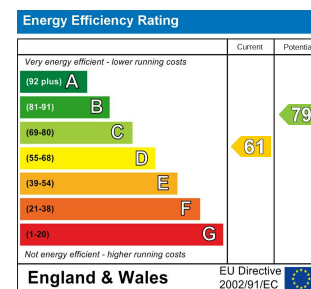 Energy Efficiency Rating
Current Potentia
Very energy efficient - lower running costs
(92 plus) A
(81-91) B
79
(69-80) C
61
(55-68) D
(39-54) E
(21-38) F
(1-20) G
Not energy efficient - higher running costs
England & Wales
EU Directive
2002/91/EC